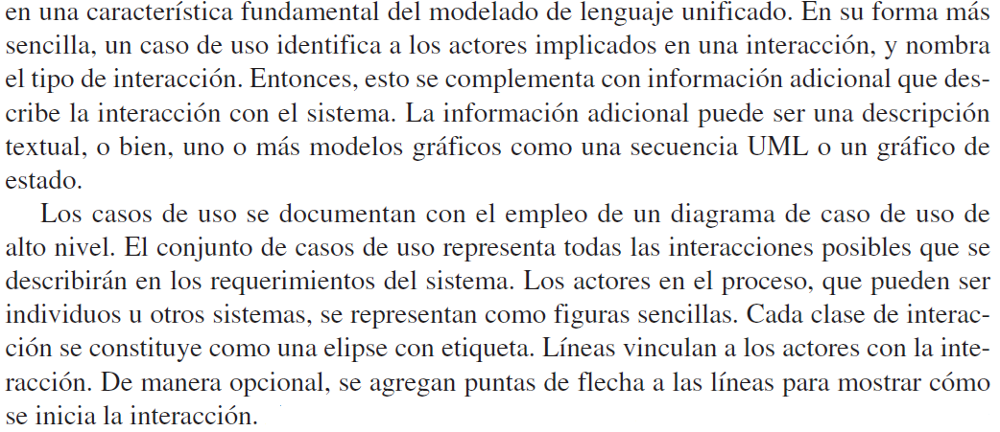 en una característica fundamental del modelado de lenguaje unificado. En su forma más
sencilla, un caso de uso identifica a los actores implicados en una interacción, y nombra
el tipo de interacción. Entonces, esto se complementa con información adicional que des-
cribe la interacción con el sistema. La información adicional puede ser una descripción
textual, o bien, uno o más modelos gráficos como una secuencia UML o un gráfico de
estado.
Los casos de uso se documentan con el empleo de un diagrama de caso de uso de
alto nivel. El conjunto de casos de uso representa todas las interacciones posibles que se
describirán en los requerimientos del sistema. Los actores en el proceso, que pueden ser
individuos u otros sistemas, se representan como figuras sencillas. Cada clase de interac-
ción se constituye como una elipse con etiqueta. Líneas vinculan a los actores con la inte-
racción. De manera opcional, se agregan puntas de flecha a las líneas para mostrar cómo
se inicia la interacción.